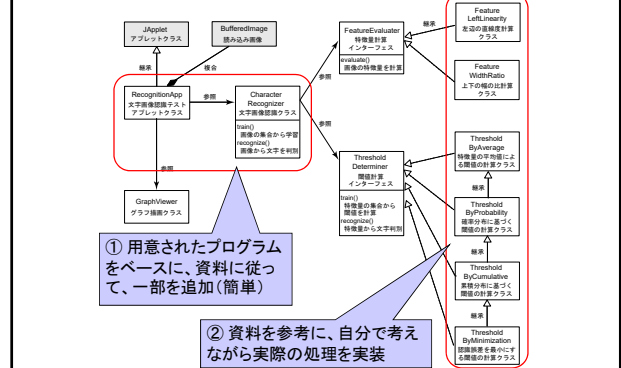 JApplet
アプレットクラス
BufferedImage
読み込み画像
継承
複合
RecognitionApp
文字画像認識テスト
アプレットクラス
参照
Character
Recognizer
文字画像認識クラス
train()
画像の集合から学習
recognize()
画像から文字を判別
参照
GraphViewer
グラフ描画クラス
参照
FeatureEvaluater
特徴量計算
インターフェース
evaluate()
画像の特徴量を計算
参照
Threshold
Determiner
閾値計算
インターフェース
train()
特徴量の集合から
閾値を計算
recognize()
特徴量から文字判別
継承
Feature
LeftLinearity
左辺の直線度計算
クラス
Feature
WidthRatio
上下の幅の比計算
クラス
Threshold
ByAverage
特徴量の平均値によ
る閾値の計算クラス
継承
Threshold
ByProbability
確率分布に基づく
閾値の計算クラス
継承
Threshold
ByCumulative
累積分布に基づく
閾値の計算クラス
継承
Threshold
ByMinimization
認識誤差を最小にす
る閾値の計算クラス
① 用意されたプログラム
をベースに、資料に従っ
て、一部を追加(簡単)
② 資料を参考に、自分で考え
ながら実際の処理を実装